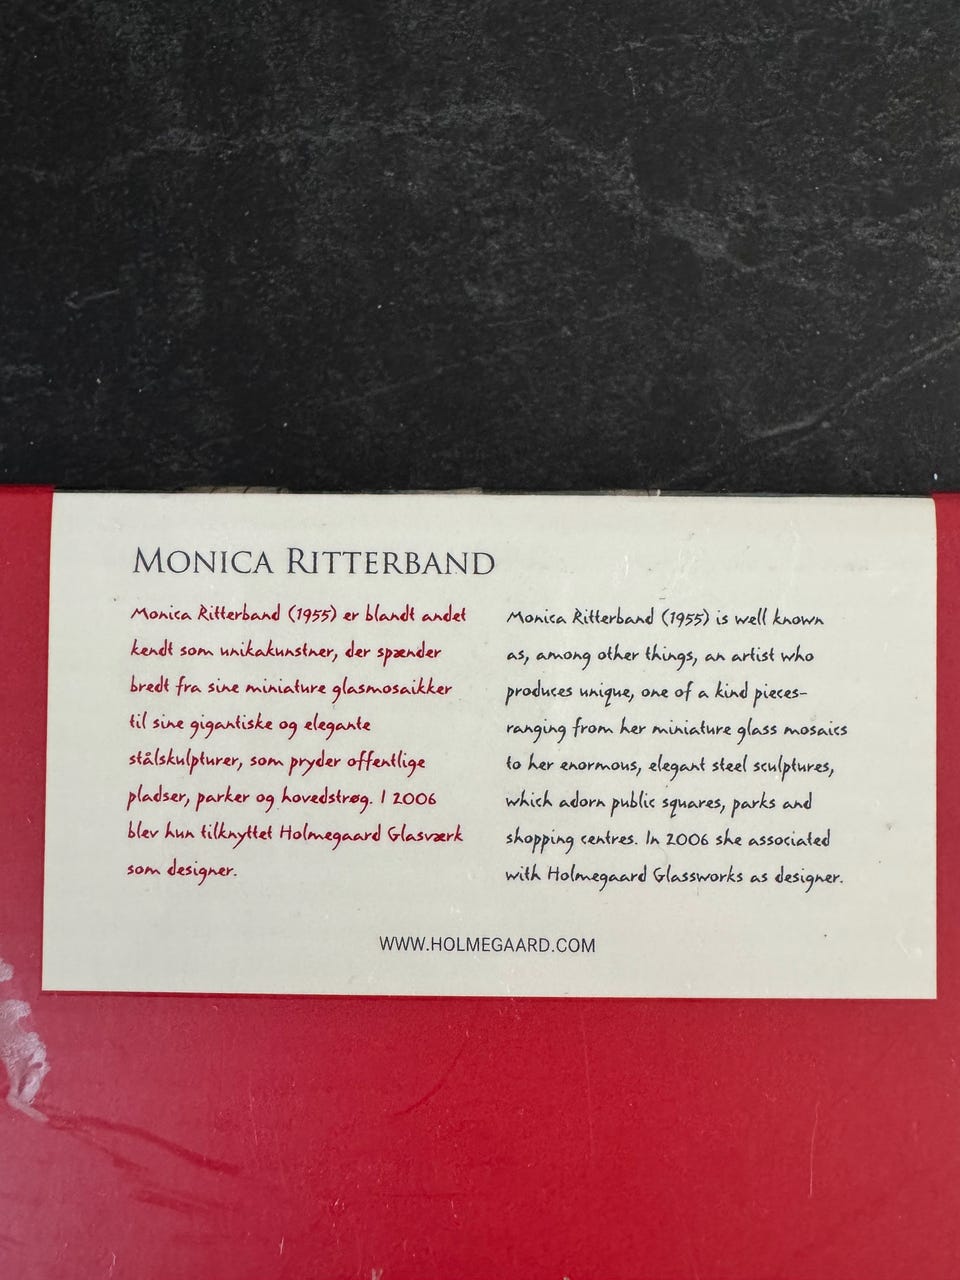 MONICA RITTERBAND
Monica Ritterband (1955) er blandt andet
kendt som unikakunstner, der spænder
bredt fra sine miniature glasmosaikker
til sine gigantiske og elegante
stålskulpturer, som pryder offentlige
pladser, parker og hovedstrøg. I 2006
blev hun tilknyttet Holmegaard Glasværk
som designer.
Monica Ritterband (1955) is well known
as, among other things, an artist who
produces unique, one of a kind pieces-
ranging from her miniature glass mosaics
to her enormous, elegant steel sculptures,
which adorn public squares, parks and
shopping centres. In 2006 she associated
with Holmegaard Glassworks as designer.
WWW.HOLMEGAARD.COM